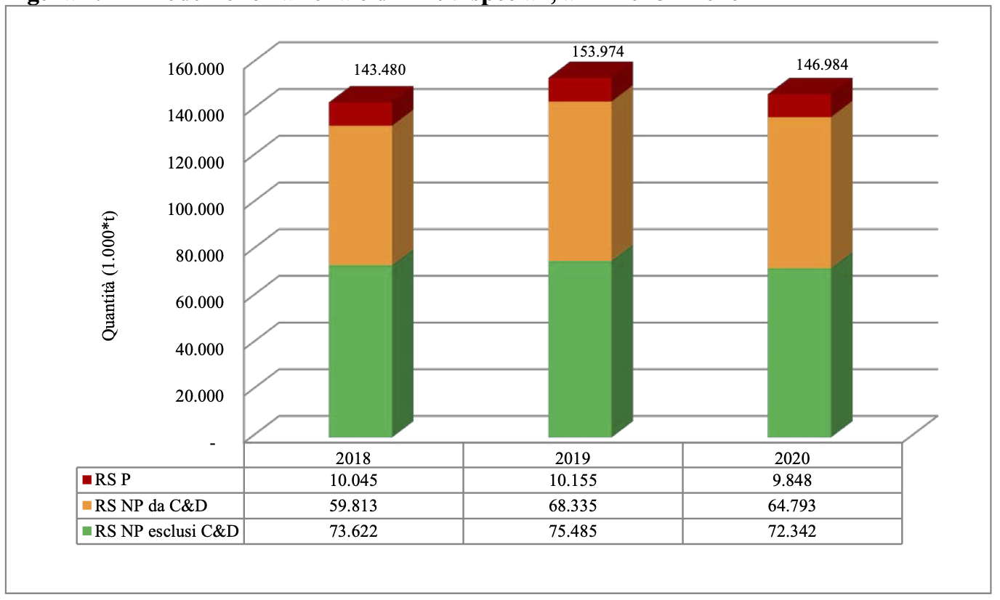 143.480
153.974
146.984
160.000
140.000
120.000
100.000
80.000
60.000
40.000
20.000
-
Quantità (1.000*t)
2018 2019 2020
RS P 10.045 10.155 9.848
RS NP da C&D 59.813 68.335 64.793
RS NP esclusi C&D 73.622 75.485 72.342